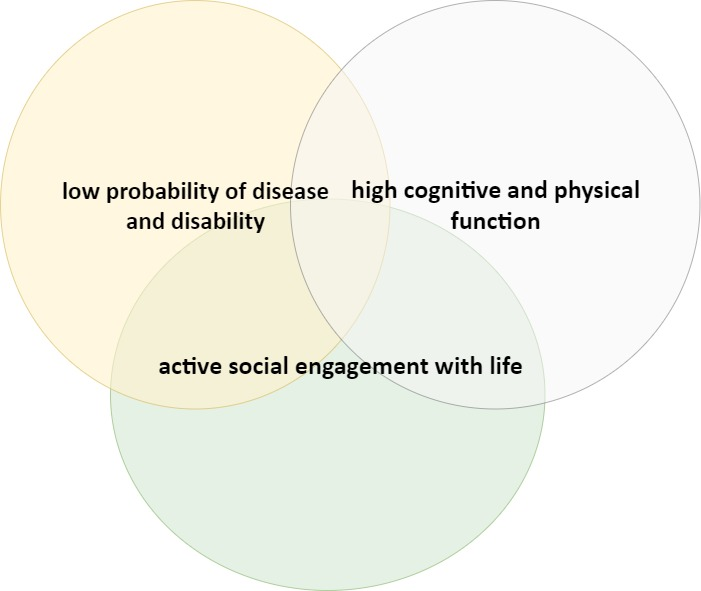 low probability of disease
and disability
high cognitive and physical
function
active social engagement with life